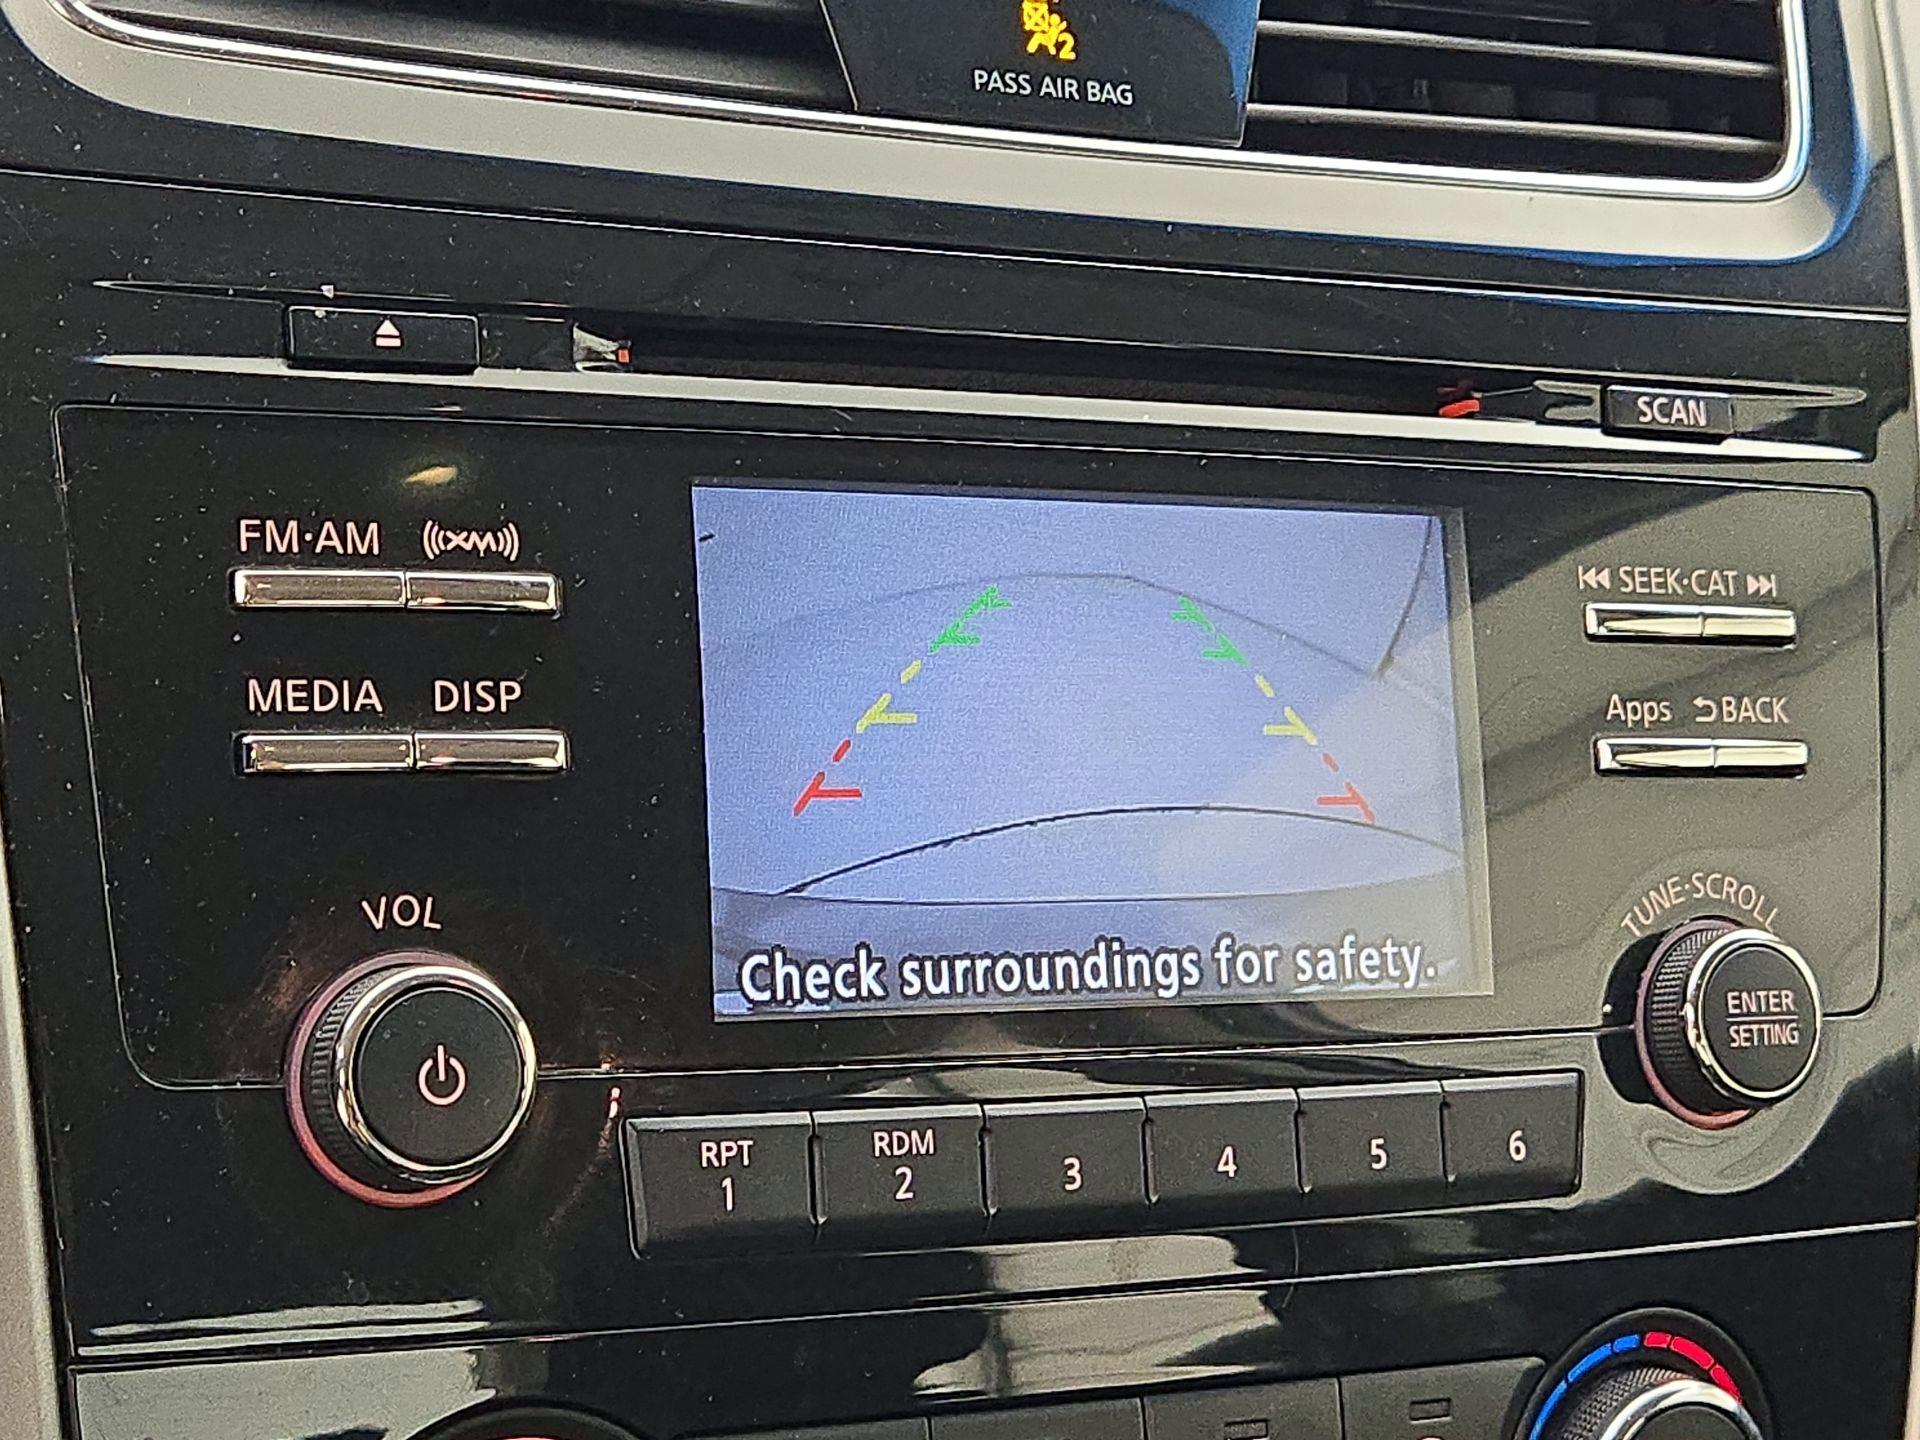 2
PASS AIR BAG
SCAN
FM·AM XM
SEEK·CAT
MEDIA DISP
Apps BACK
VOL
TUNE·SCROLL
Check surroundings for safety.
ENTER
SETTING
RPT RDM
1 2 3 4 5 6